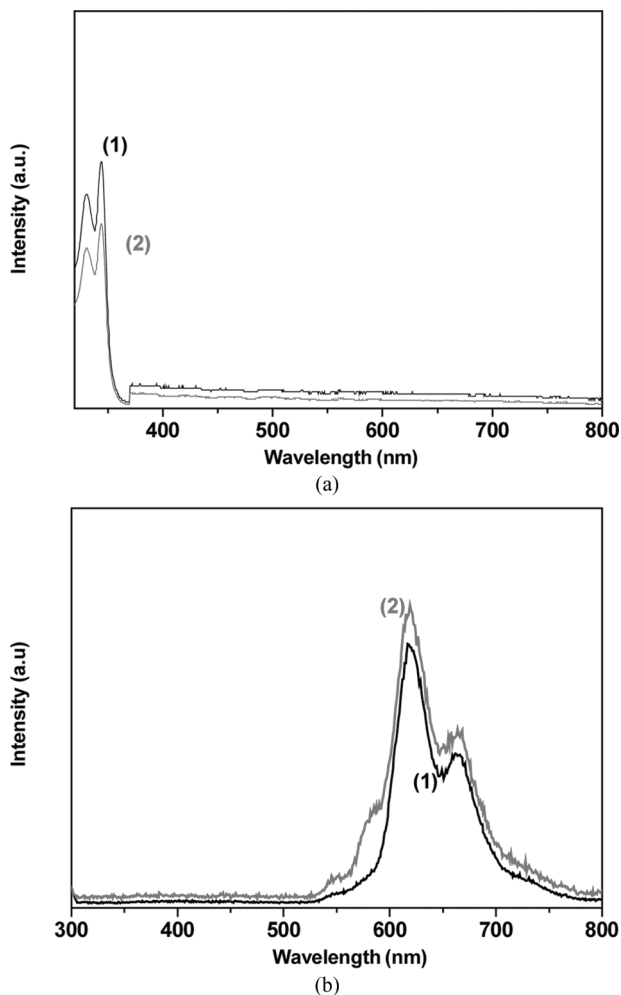 Intensity (a.u.)
(1)
(2)
400 500 600 700 800
Wavelength (nm)
(a)
Intensity (a.u)
(2)
(1)
300 400 500 600 700 800
Wavelength (nm)
(b)